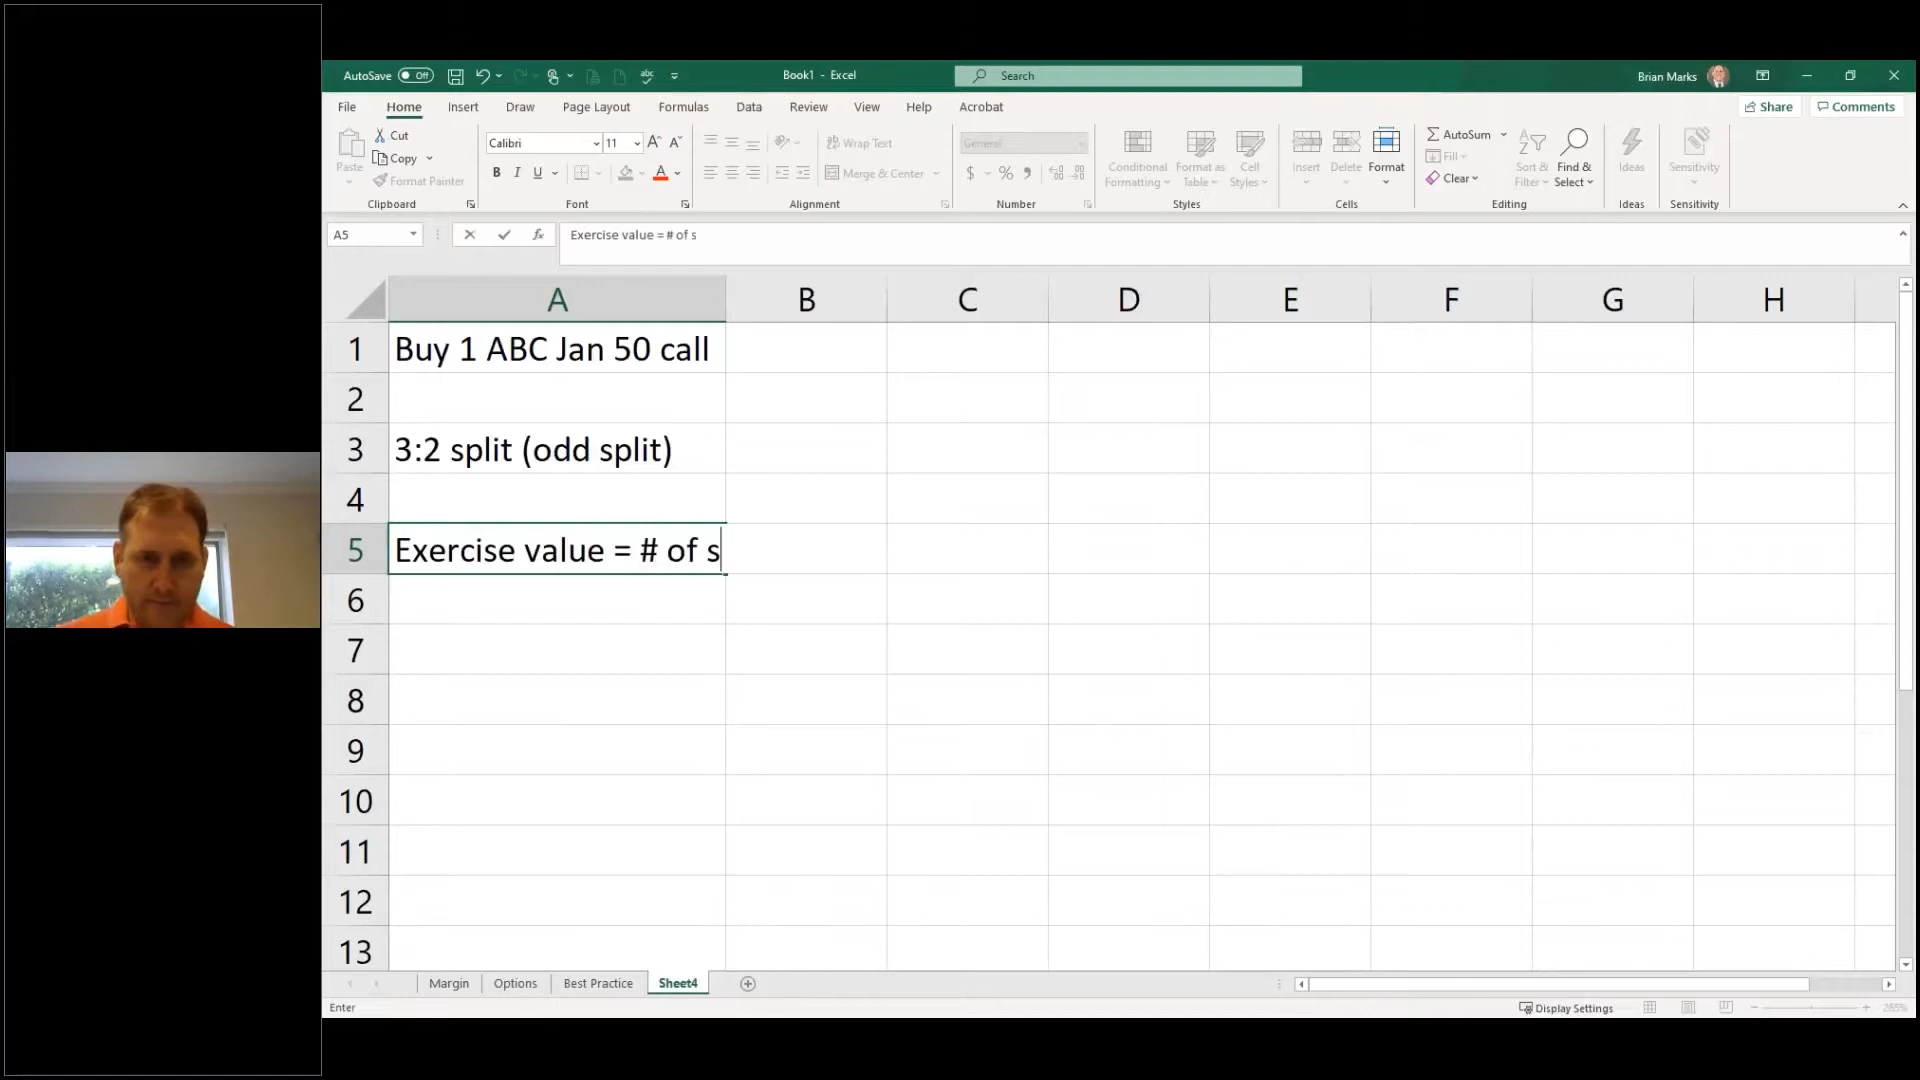 AutoSave Off
Book1 - Excel
Search
Brian Marks
File Home Insert Draw Page Layout Formulas Data Review View Help Acrobat
Share Comments
Paste
Cut
Copy
Format Painter
Clipboard
Calibri 11
B I U
Font
Wrap Text
Merge & Center
Alignment
General
$ % ,
Number
Conditional Formatting
Format as Table
Cell Styles
Styles
Insert Delete Format
Cells
AutoSum
Fill
Clear
Sort & Filter
Find & Select
Editing
Ideas
Ideas
Sensitivity
Sensitivity
A5
fx
Exercise value = # of s
A B C D E F G H
1 Buy 1 ABC Jan 50 call
2
3 3:2 split (odd split)
4
5 Exercise value = # of s
6
7
8
9
10
11
12
13
Margin Options Best Practice Sheet4
Enter
Display Settings
265%